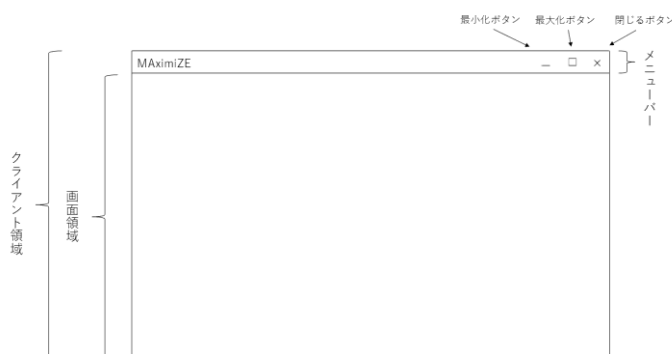 最小化ボタン 最大化ボタン 閉じるボタン
MAximiZE
メニューバー
クライアント領域
画面領域